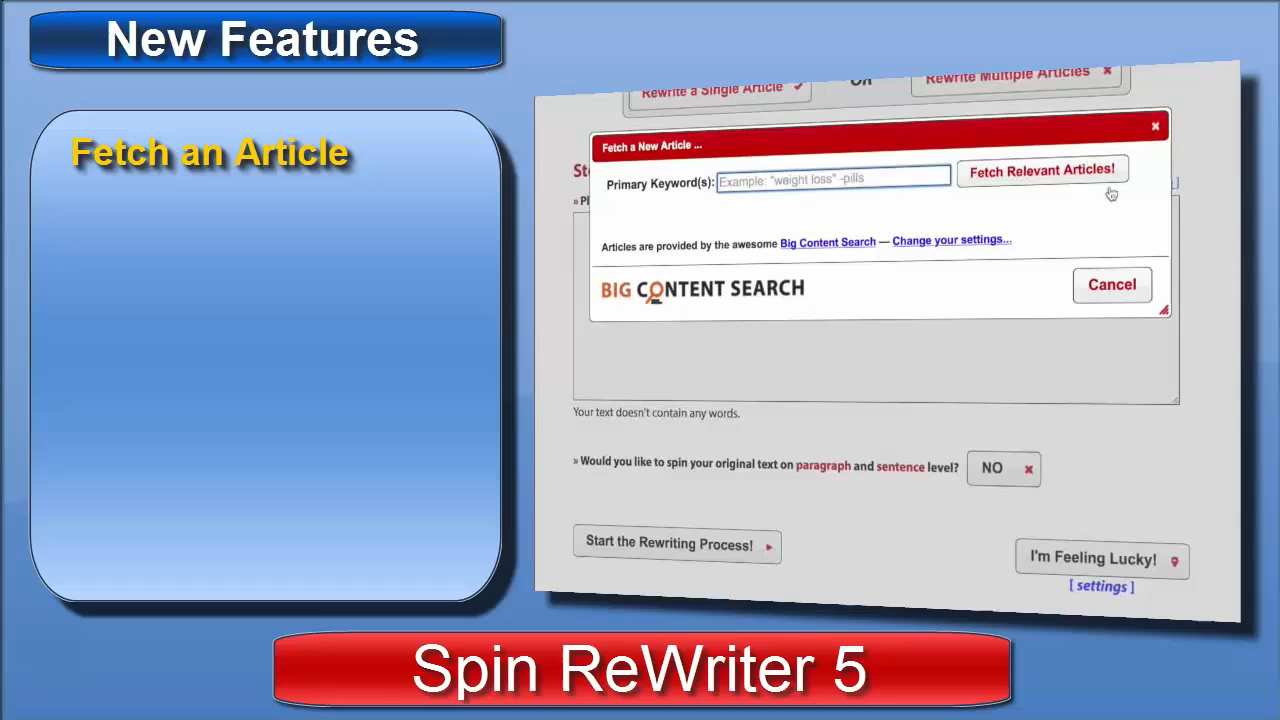 New Features
Fetch an Article
Rewrite a Single Article OR Rewrite Multiple Articles
Fetch a New Article ...
Primary Keyword(s): Example: "weight loss" -pills Fetch Relevant Articles!
Articles are provided by the awesome Big Content Search — Change your settings...
BIG CONTENT SEARCH
Cancel
Your text doesn't contain any words.
» Would you like to spin your original text on paragraph and sentence level? NO
Start the Rewriting Process!
I'm Feeling Lucky!
[ settings ]
Spin ReWriter 5